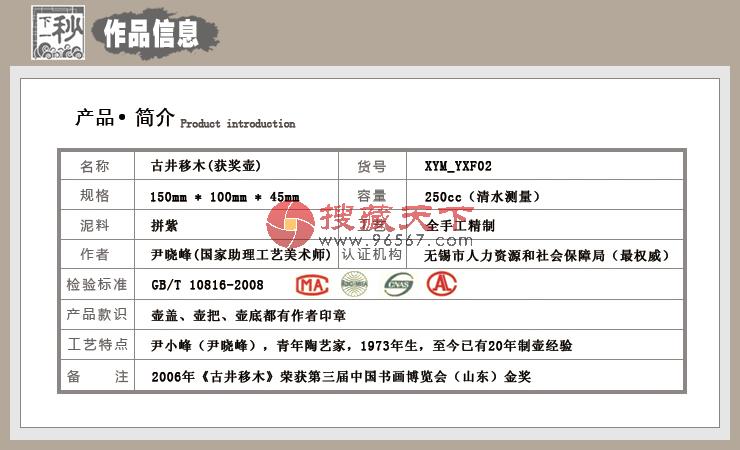 下一秒
作品信息
产品•简介 Product introduction
名称 古井移木(获奖壶) 货号 XYM_YXF02
规格 150mm * 100mm * 45mm 容量 250cc（清水测量）
泥料 拼紫 全手工精制
搜藏天下
www.96567.com
作者 尹晓峰(国家助理工艺美术师) 认证机构 无锡市人力资源和社会保障局（最权威）
检验标准 GB/T 10816-2008 MA ilac-MRA CNAS AL
产品款识 壶盖、壶把、壶底都有作者印章
工艺特点 尹小峰（尹晓峰），青年陶艺家，1973年生，至今已有20年制壶经验
备 注 2006年《古井移木》荣获第三届中国书画博览会（山东）金奖